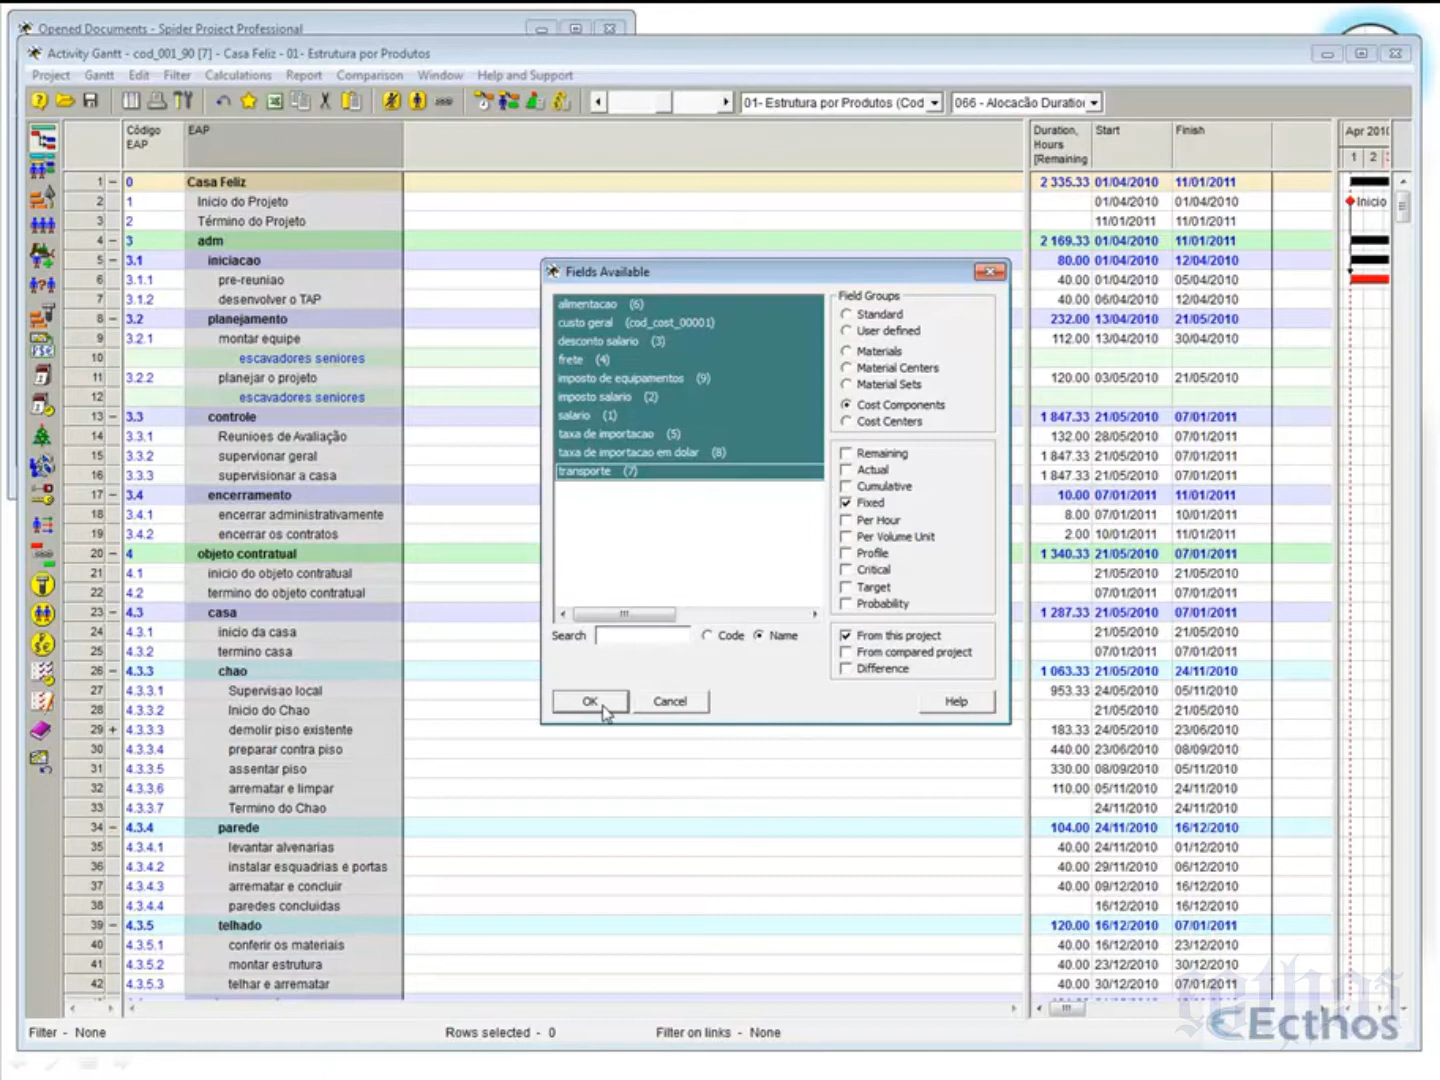 Opened Documents - Spider Project Professional
Activity Gantt - cod_001_90 [7] - Casa Feliz - 01- Estrutura por Produtos
Project Gantt Edit Filter Calculations Report Comparison Window Help and Support
01- Estrutura por Produtos (Cod
066 - Alocacão Duration
Código EAP
EAP
Duration, Hours [Remaining
Start
Finish
Apr 2010
1 2
1 − 0 Casa Feliz 2 335.33 01/04/2010 11/01/2011
2 1 Inicio do Projeto 01/04/2010 01/04/2010 Inicio
3 2 Término do Projeto 11/01/2011 11/01/2011
4 − 3 adm 2 169.33 01/04/2010 11/01/2011
5 − 3.1 iniciacao 80.00 01/04/2010 12/04/2010
6 3.1.1 pre-reuniao 40.00 01/04/2010 05/04/2010
7 3.1.2 desenvolver o TAP 40.00 06/04/2010 12/04/2010
8 − 3.2 planejamento 232.00 13/04/2010 21/05/2010
9 3.2.1 montar equipe 112.00 13/04/2010 30/04/2010
10 escavadores seniores
11 3.2.2 planejar o projeto 120.00 03/05/2010 21/05/2010
12 escavadores seniores
13 − 3.3 controle 1 847.33 21/05/2010 07/01/2011
14 3.3.1 Reunioes de Avaliação 132.00 28/05/2010 07/01/2011
15 3.3.2 supervionar geral 1 847.33 21/05/2010 07/01/2011
16 3.3.3 supervisionar a casa 1 847.33 21/05/2010 07/01/2011
17 − 3.4 encerramento 10.00 07/01/2011 11/01/2011
18 3.4.1 encerrar administrativamente 8.00 07/01/2011 10/01/2011
19 3.4.2 encerrar os contratos 2.00 10/01/2011 11/01/2011
20 − 4 objeto contratual 1 340.33 21/05/2010 07/01/2011
21 4.1 inicio do objeto contratual 21/05/2010 21/05/2010
22 4.2 termino do objeto contratual 07/01/2011 07/01/2011
23 − 4.3 casa 1 287.33 21/05/2010 07/01/2011
24 4.3.1 inicio da casa 21/05/2010 21/05/2010
25 4.3.2 termino casa 07/01/2011 07/01/2011
26 − 4.3.3 chao 1 063.33 21/05/2010 24/11/2010
27 4.3.3.1 Supervisao local 953.33 24/05/2010 05/11/2010
28 4.3.3.2 Inicio do Chao 21/05/2010 21/05/2010
29 + 4.3.3.3 demolir piso existente 183.33 24/05/2010 23/06/2010
30 4.3.3.4 preparar contra piso 440.00 23/06/2010 08/09/2010
31 4.3.3.5 assentar piso 330.00 08/09/2010 05/11/2010
32 4.3.3.6 arrematar e limpar 110.00 05/11/2010 24/11/2010
33 4.3.3.7 Termino do Chao 24/11/2010 24/11/2010
34 − 4.3.4 parede 104.00 24/11/2010 16/12/2010
35 4.3.4.1 levantar alvenarias 40.00 24/11/2010 01/12/2010
36 4.3.4.2 instalar esquadrias e portas 40.00 29/11/2010 06/12/2010
37 4.3.4.3 arrematar e concluir 40.00 09/12/2010 16/12/2010
38 4.3.4.4 paredes concluidas 16/12/2010 16/12/2010
39 − 4.3.5 telhado 120.00 16/12/2010 07/01/2011
40 4.3.5.1 conferir os materiais 40.00 16/12/2010 23/12/2010
41 4.3.5.2 montar estrutura 40.00 23/12/2010 30/12/2010
42 4.3.5.3 telhar e arrematar 40.00 30/12/2010 07/01/2011
Fields Available
alimentacao (6)
custo geral (cod_cost_00001)
desconto salario (3)
frete (4)
imposto de equipamentos (9)
imposto salario (2)
salario (1)
taxa de importacao (5)
taxa de importacao em dolar (8)
transporte (7)
Search
Code
Name
OK
Cancel
Field Groups
Standard
User defined
Materials
Material Centers
Material Sets
Cost Components
Cost Centers
Remaining
Actual
Cumulative
Fixed
Per Hour
Per Volume Unit
Profile
Critical
Target
Probability
From this project
From compared project
Difference
Help
Filter - None
Rows selected - 0
Filter on links - None
Ecthos